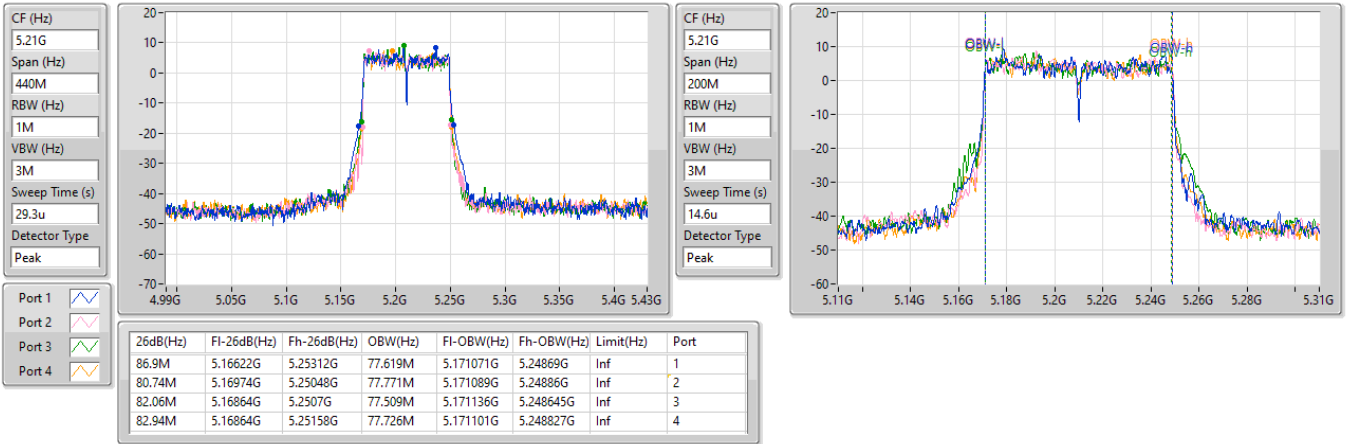 CF (Hz)
5.21G
Span (Hz)
440M
RBW (Hz)
1M
VBW (Hz)
3M
Sweep Time (s)
29.3u
Detector Type
Peak
20
10
0
-10
-20
-30
-40
-50
-60
-70
4.99G 5.05G 5.1G 5.15G 5.2G 5.25G 5.3G 5.35G 5.4G 5.43G
CF (Hz)
5.21G
Span (Hz)
200M
RBW (Hz)
1M
VBW (Hz)
3M
Sweep Time (s)
14.6u
Detector Type
Peak
20
10
0
-10
-20
-30
-40
-50
-60
OBW-l
OBW-h
5.11G 5.14G 5.16G 5.18G 5.2G 5.22G 5.24G 5.26G 5.28G 5.31G
Port 1
Port 2
Port 3
Port 4
26dB(Hz) Fl-26dB(Hz) Fh-26dB(Hz) OBW(Hz) Fl-OBW(Hz) Fh-OBW(Hz) Limit(Hz) Port
86.9M 5.16622G 5.25312G 77.619M 5.171071G 5.24869G Inf 1
80.74M 5.16974G 5.25048G 77.771M 5.171089G 5.24886G Inf 2
82.06M 5.16864G 5.2507G 77.509M 5.171136G 5.248645G Inf 3
82.94M 5.16864G 5.25158G 77.726M 5.171101G 5.248827G Inf 4